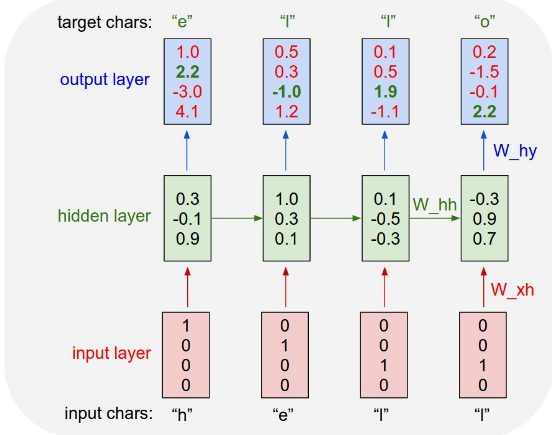 target chars: “e” “l” “l” “o”
1.0 0.5 0.1 0.2
2.2 0.3 0.5 -1.5
output layer
-3.0 -1.0 1.9 -0.1
4.1 1.2 -1.1 2.2
W_hy
0.3 1.0 0.1 -0.3
W_hh
hidden layer -0.1 0.3 -0.5 0.9
0.9 0.1 -0.3 0.7
W_xh
1 0 0 0
0 1 0 0
input layer
0 0 1 1
0 0 0 0
input chars: “h” “e” “l” “l”